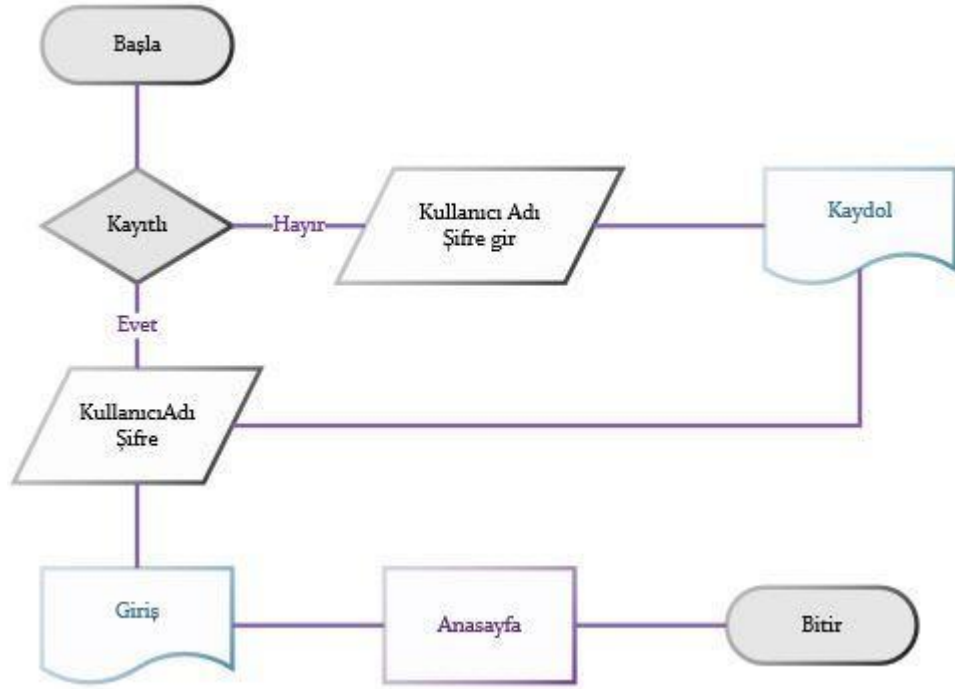 Başla
Kayıtlı
Hayır
Kullanıcı Adı
Şifre gir
Kaydol
Evet
KullanıcıAdı
Şifre
Giriş
Anasayfa
Bitir